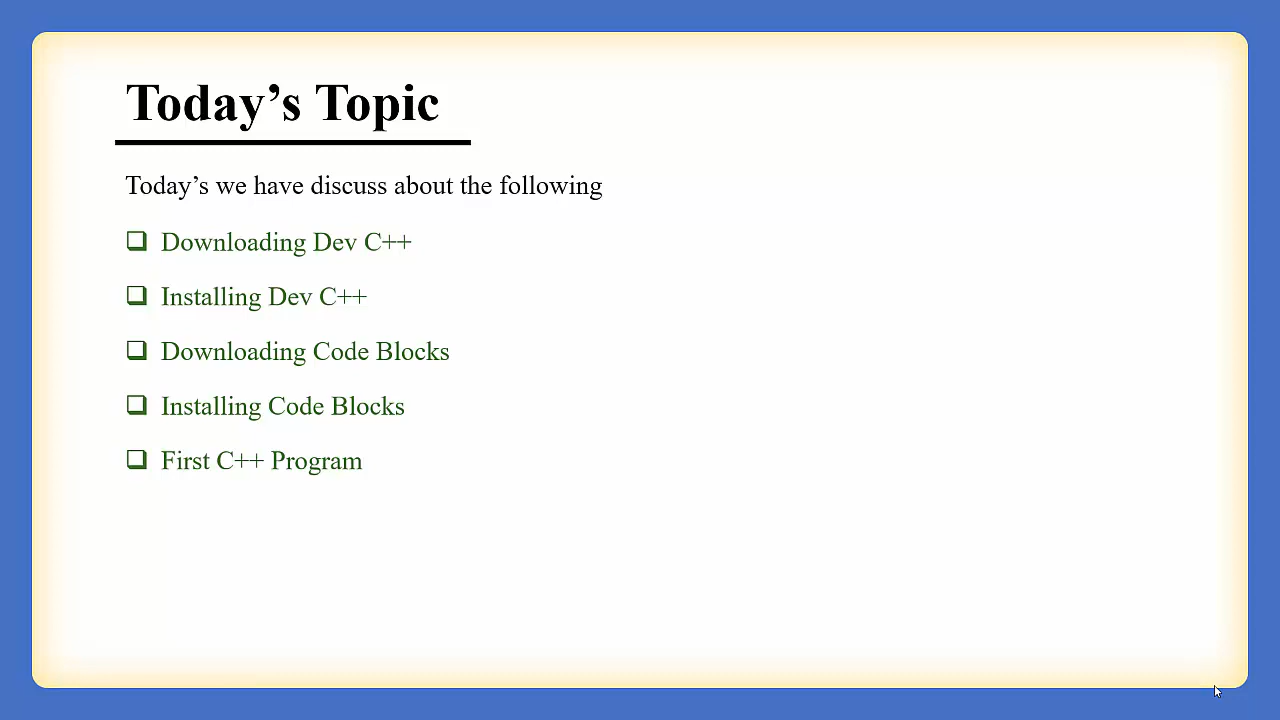 Today’s Topic
Today’s we have discuss about the following
❑ Downloading Dev C++
❑ Installing Dev C++
❑ Downloading Code Blocks
❑ Installing Code Blocks
❑ First C++ Program